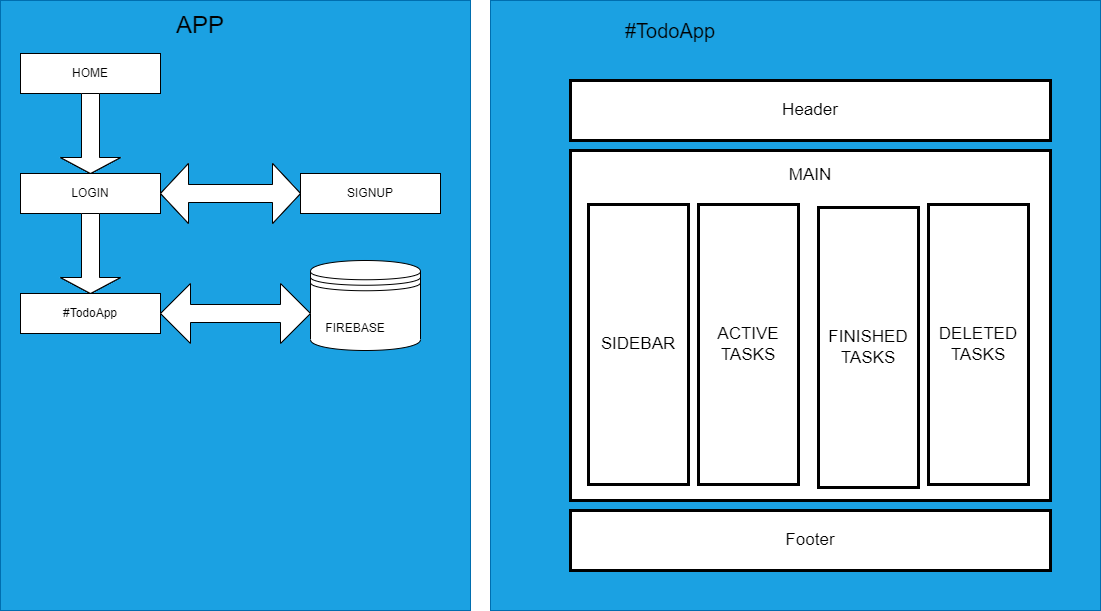 APP
HOME
LOGIN
SIGNUP
#TodoApp
FIREBASE
#TodoApp
Header
MAIN
SIDEBAR
ACTIVE
TASKS
FINISHED
TASKS
DELETED
TASKS
Footer